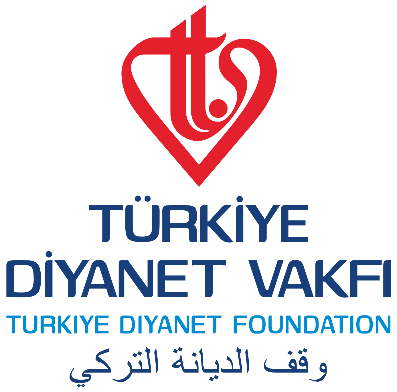 TÜRKİYE
DİYANET VAKFI
TURKIYE DIYANET FOUNDATION
وقف الديانة التركي